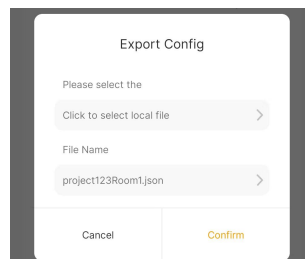 Export Config
Please select the
Click to select local file
File Name
project123Room1.json
Cancel
Confirm